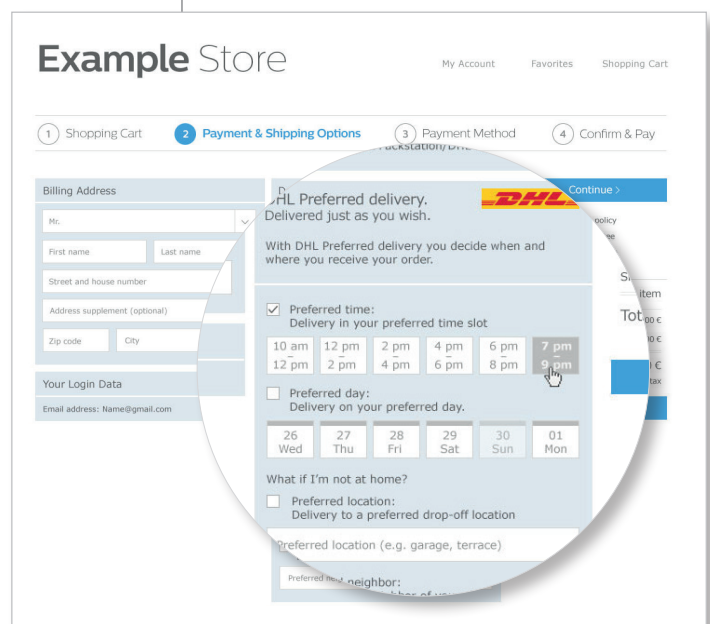 Example Store
My Account Favorites Shopping Cart
1 Shopping Cart 2 Payment & Shipping Options 3 Payment Method 4 Confirm & Pay
Billing Address
Mr.
First name Last name
Street and house number
Address supplement (optional)
Zip code City
Your Login Data
Email address: Name@gmail.com
DHL Preferred delivery.
Delivered just as you wish.
DHL
With DHL Preferred delivery you decide when and
where you receive your order.
Preferred time:
Delivery in your preferred time slot
10 am – 12 pm 12 pm – 2 pm 2 pm – 4 pm 4 pm – 6 pm 6 pm – 8 pm 7 pm – 9 pm
Preferred day:
Delivery on your preferred day.
26 Wed 27 Thu 28 Fri 29 Sat 30 Sun 01 Mon
What if I'm not at home?
Preferred location:
Delivery to a preferred drop-off location
Preferred location (e.g. garage, terrace)
Preferred
neighbor:
Continue >
policy
item
Tot
00 €
€
tax